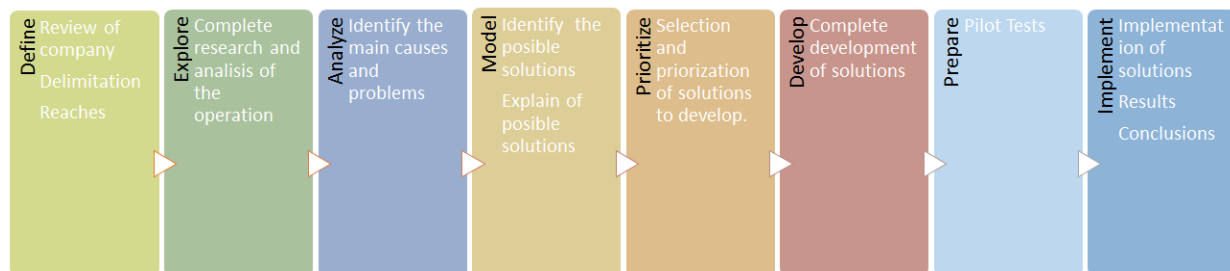 Define
Review of
company
Delimitation
Reaches
Explore
Complete
research and
analisis of
the
operation
Analyze
Identify the
main causes
and
problems
Model
Identify the
posible
solutions
Explain of
posible
solutions
Prioritize
Selection
and
priorization
of solutions
to develop.
Develop
Complete
development
of solutions
Prepare
Pilot Tests
Implement
Implementat
ion of
solutions
Results
Conclusions